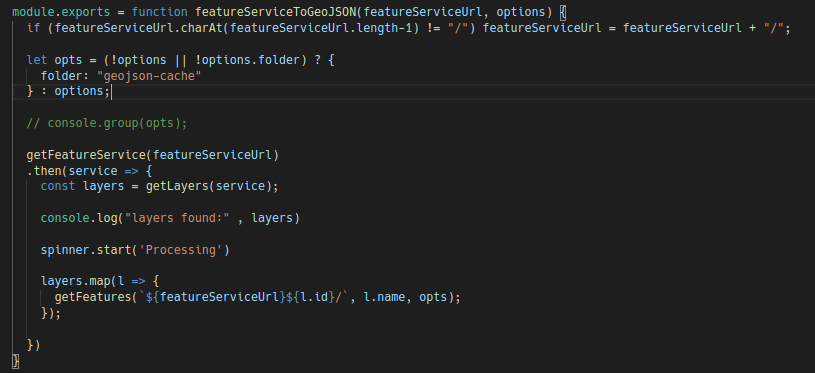 module.exports = function featureServiceToGeoJSON(featureServiceUrl, options) {
if (featureServiceUrl.charAt(featureServiceUrl.length-1) != "/") featureServiceUrl = featureServiceUrl + "/";
let opts = (!options || !options.folder) ? {
folder: "geojson-cache"
} : options;
// console.group(opts);
getFeatureService(featureServiceUrl)
.then(service => {
const layers = getLayers(service);
console.log("layers found:" , layers)
spinner.start('Processing')
layers.map(l => {
getFeatures(`${featureServiceUrl}${l.id}/`, l.name, opts);
});
})
}